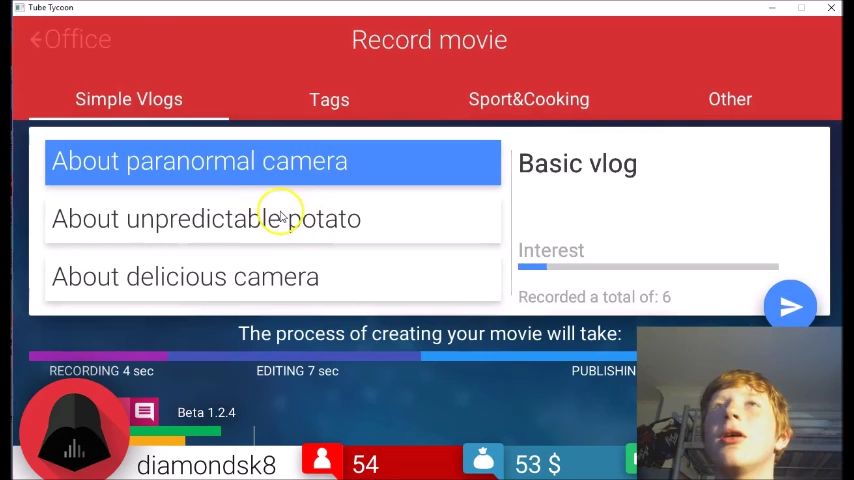 Tube Tycoon
Office
Record movie
Simple Vlogs
Tags
Sport&Cooking
Other
About paranormal camera
About unpredictable potato
About delicious camera
Basic vlog
Interest
Recorded a total of: 6
The process of creating your movie will take:
RECORDING 4 sec
EDITING 7 sec
PUBLISHIN
Beta 1.2.4
diamondsk8
54
53 $